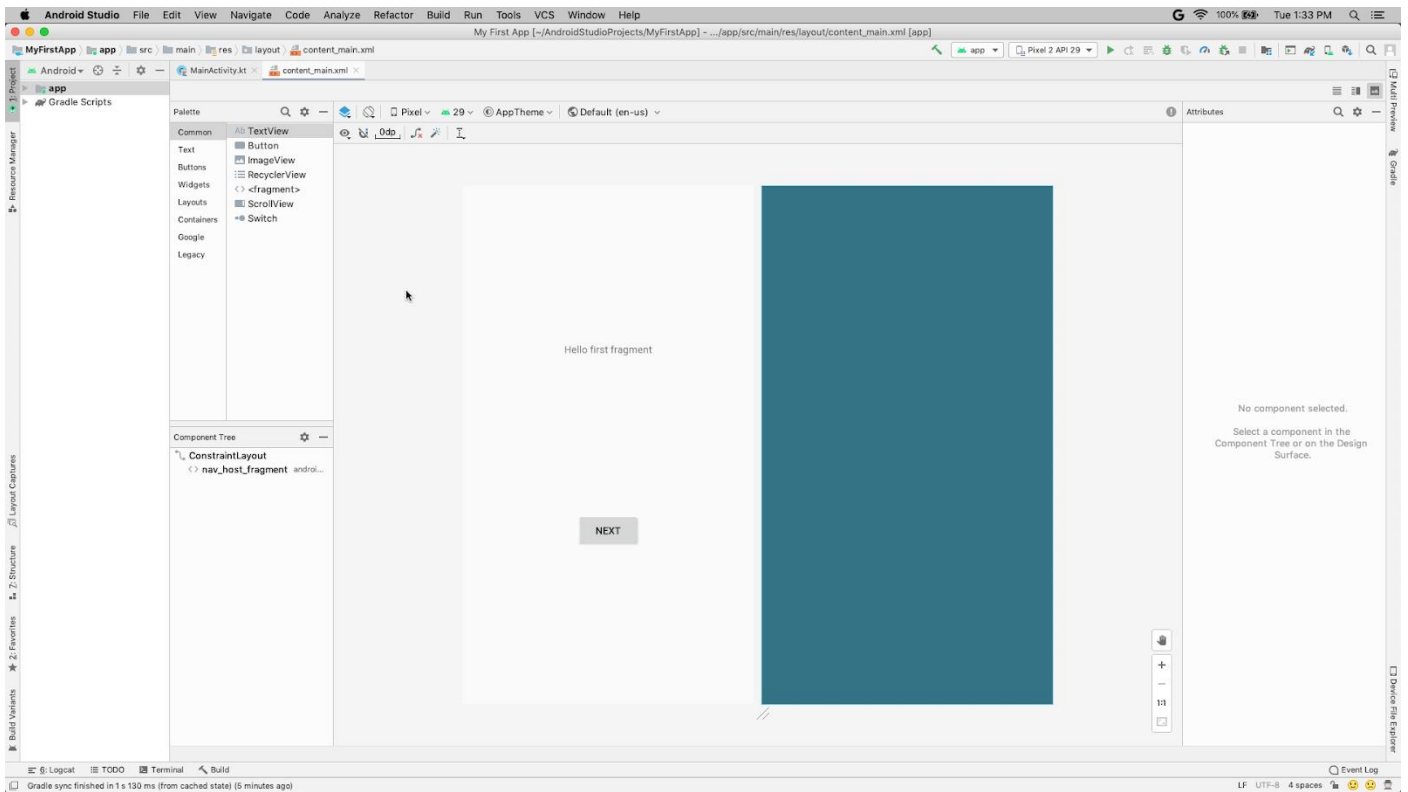 Android Studio File Edit View Navigate Code Analyze Refactor Build Run Tools VCS Window Help 100% Tue 1:33 PM
My First App [~/AndroidStudioProjects/MyFirstApp] - .../app/src/main/res/layout/content_main.xml [app]
MyFirstApp app src main res layout content_main.xml app Pixel 2 API 29
Android MainActivity.kt content_main.xml
app
Gradle Scripts
Palette Pixel 29 AppTheme Default (en-us) Attributes
Common Ab TextView 0dp
Text Button
Buttons ImageView
Widgets RecyclerView
Layouts <fragment>
Containers ScrollView
Google Switch
Legacy
Hello first fragment
NEXT
No component selected.
Select a component in the
Component Tree or on the Design
Surface.
Component Tree
ConstraintLayout
nav_host_fragment androi...
1:1
1: Project
Resource Manager
Layout Captures
Z: Structure
2: Favorites
Build Variants
Multi Preview
Gradle
Device File Explorer
6: Logcat TODO Terminal Build Event Log
Gradle sync finished in 1 s 130 ms (from cached state) (5 minutes ago) LF UTF-8 4 spaces